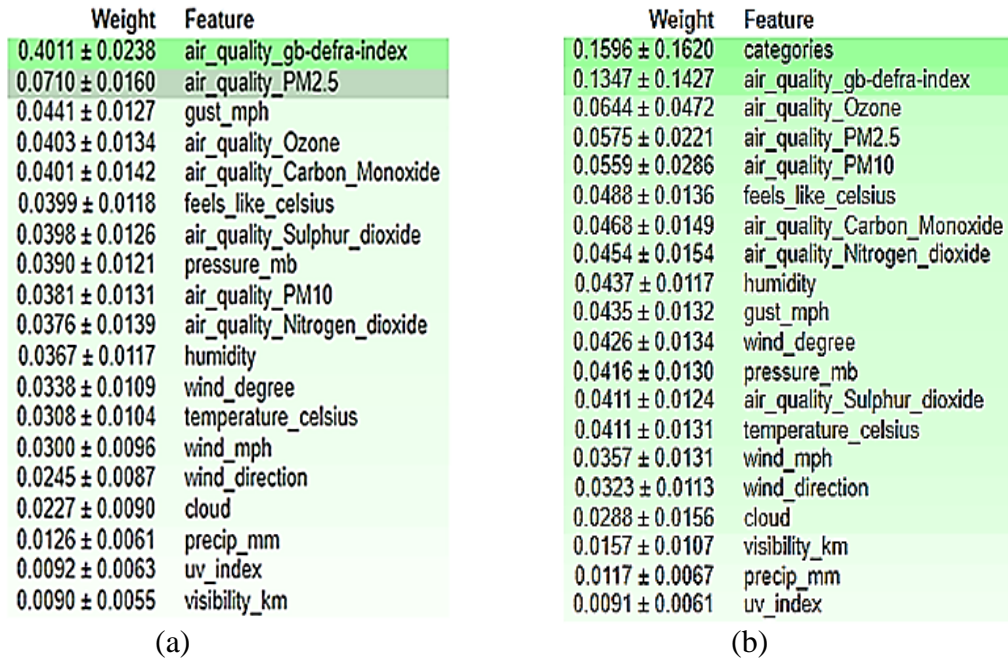 Weight Feature
0.4011 ± 0.0238 air_quality_gb-defra-index
0.0710 ± 0.0160 air_quality_PM2.5
0.0441 ± 0.0127 gust_mph
0.0403 ± 0.0134 air_quality_Ozone
0.0401 ± 0.0142 air_quality_Carbon_Monoxide
0.0399 ± 0.0118 feels_like_celsius
0.0398 ± 0.0126 air_quality_Sulphur_dioxide
0.0390 ± 0.0121 pressure_mb
0.0381 ± 0.0131 air_quality_PM10
0.0376 ± 0.0139 air_quality_Nitrogen_dioxide
0.0367 ± 0.0117 humidity
0.0338 ± 0.0109 wind_degree
0.0308 ± 0.0104 temperature_celsius
0.0300 ± 0.0096 wind_mph
0.0245 ± 0.0087 wind_direction
0.0227 ± 0.0090 cloud
0.0126 ± 0.0061 precip_mm
0.0092 ± 0.0063 uv_index
0.0090 ± 0.0055 visibility_km
(a)
Weight Feature
0.1596 ± 0.1620 categories
0.1347 ± 0.1427 air_quality_gb-defra-index
0.0644 ± 0.0472 air_quality_Ozone
0.0575 ± 0.0221 air_quality_PM2.5
0.0559 ± 0.0286 air_quality_PM10
0.0488 ± 0.0136 feels_like_celsius
0.0468 ± 0.0149 air_quality_Carbon_Monoxide
0.0454 ± 0.0154 air_quality_Nitrogen_dioxide
0.0437 ± 0.0117 humidity
0.0435 ± 0.0132 gust_mph
0.0426 ± 0.0134 wind_degree
0.0416 ± 0.0130 pressure_mb
0.0411 ± 0.0124 air_quality_Sulphur_dioxide
0.0411 ± 0.0131 temperature_celsius
0.0357 ± 0.0131 wind_mph
0.0323 ± 0.0113 wind_direction
0.0288 ± 0.0156 cloud
0.0157 ± 0.0107 visibility_km
0.0117 ± 0.0067 precip_mm
0.0091 ± 0.0061 uv_index
(b)